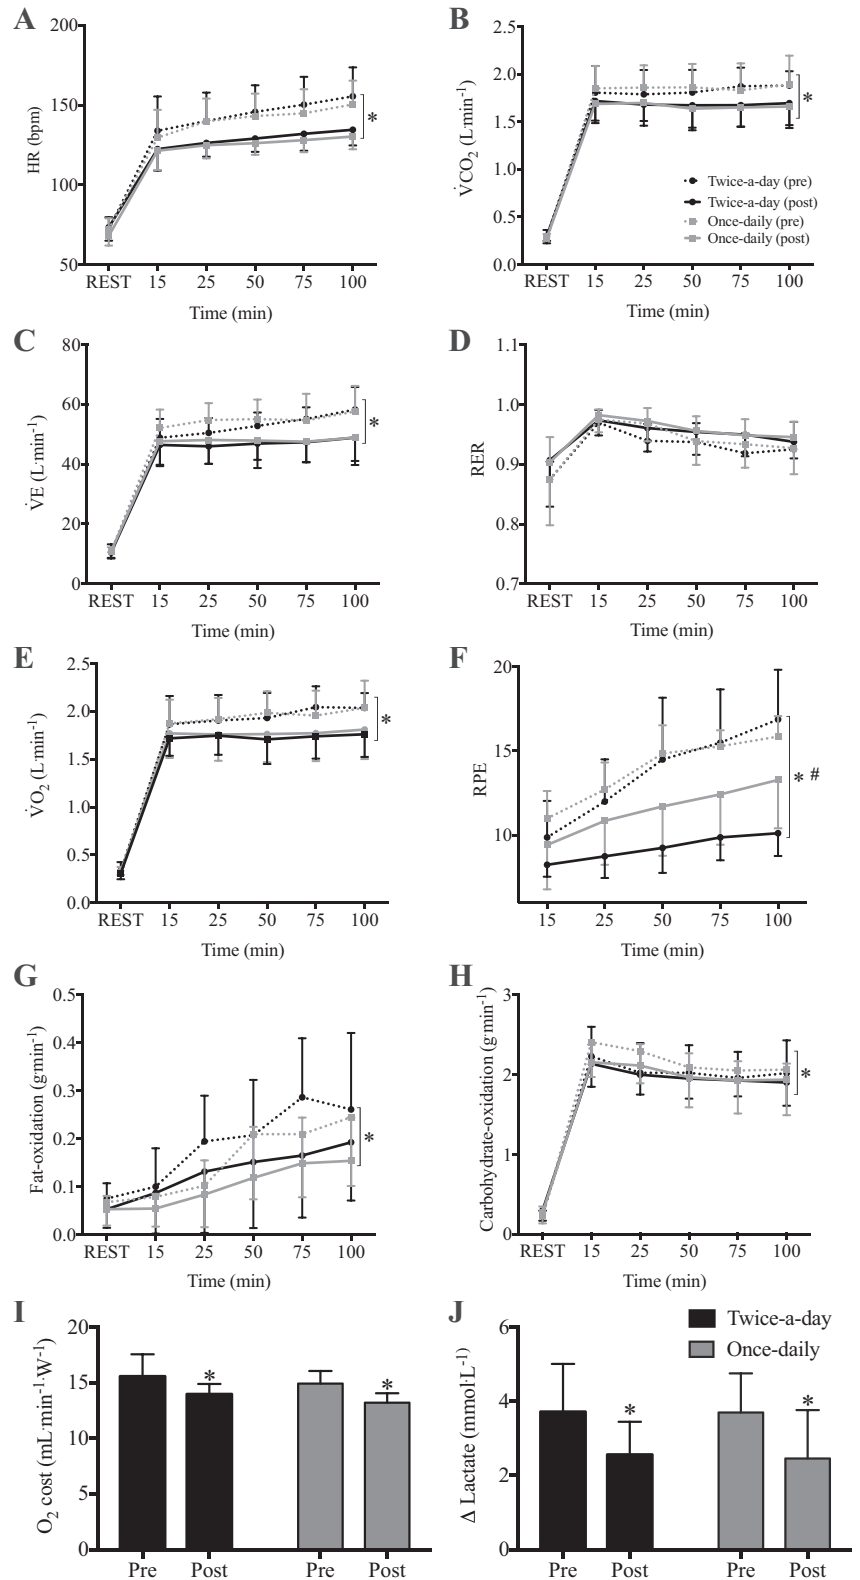 A
HR (bpm)
200
150
100
50
*
REST 15 25 50 75 100
Time (min)
B
V̇CO2 (L·min-1)
2.5
2.0
1.5
1.0
0.5
0.0
*
Twice-a-day (pre)
Twice-a-day (post)
Once-daily (pre)
Once-daily (post)
REST 15 25 50 75 100
Time (min)
C
V̇E (L·min-1)
80
60
40
20
0
*
REST 15 25 50 75 100
Time (min)
D
RER
1.1
1.0
0.9
0.8
0.7
REST 15 25 50 75 100
Time (min)
E
V̇O2 (L·min-1)
2.5
2.0
1.5
1.0
0.5
0.0
*
REST 15 25 50 75 100
Time (min)
F
RPE
20
15
10
* #
15 25 50 75 100
Time (min)
G
Fat-oxidation (g·min-1)
0.5
0.4
0.3
0.2
0.1
0.0
*
REST 15 25 50 75 100
Time (min)
H
Carbohydrate-oxidation (g·min-1)
3
2
1
0
*
REST 15 25 50 75 100
Time (min)
I
O2 cost (mL·min-1·W-1)
20
15
10
5
0
* *
Pre Post Pre Post
J
Δ Lactate (mmol·L-1)
6
4
2
0
Twice-a-day
Once-daily
* *
Pre Post Pre Post